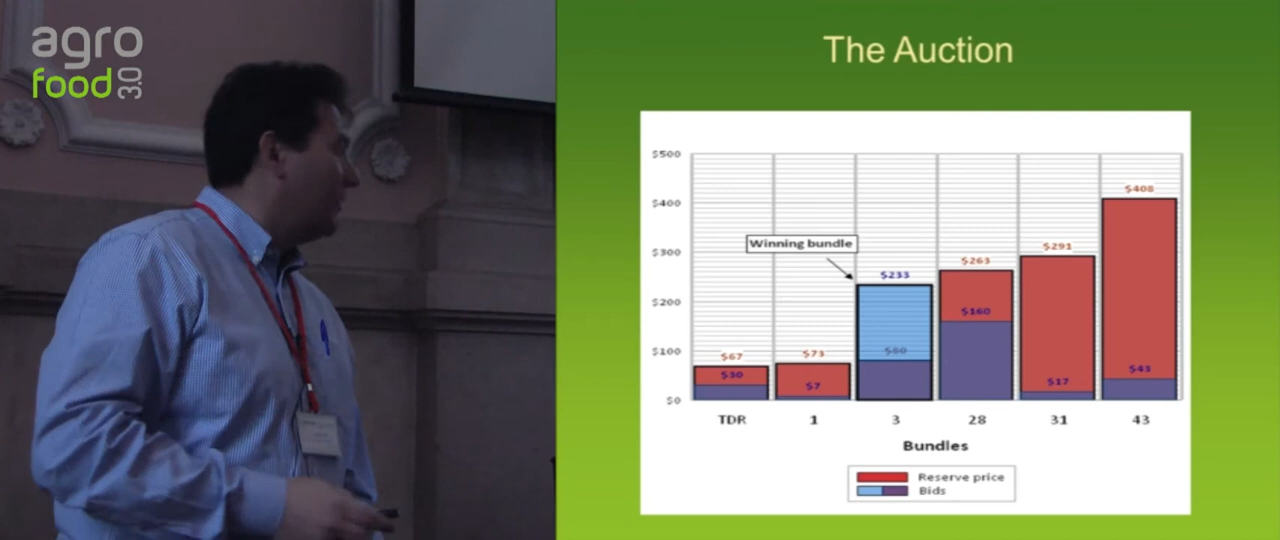 agro
food 3.0
The Auction
$500
$400
$300
$200
$100
$0
Winning bundle
$67
$30
$73
$7
$233
$80
$263
$160
$291
$17
$408
$43
TDR 1 3 28 31 43
Bundles
Reserve price
Bids